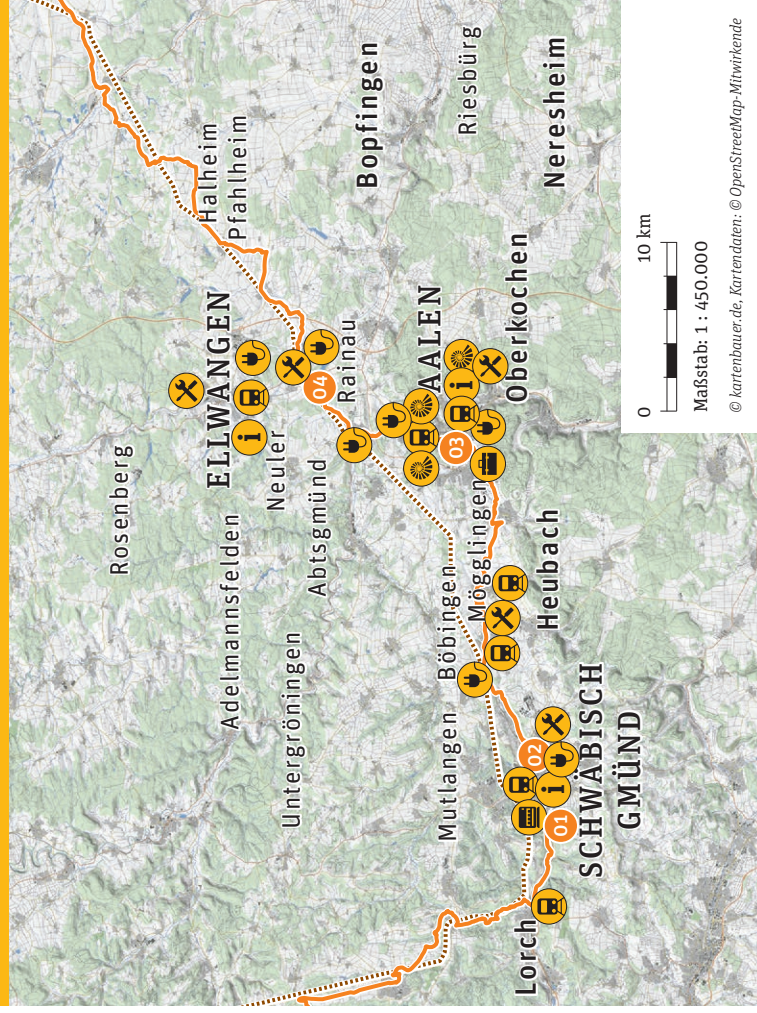 Rosenberg
ELLWANGEN
Adelmannsfelden
Neuler
Untergröningen
Abtsgmünd
Halheim
Pfahlheim
04
Rainau
Bopfingen
Riesbürg
Neresheim
Mutlangen
Böbingen
Mögglingen
03
AALEN
Oberkochen
Heubach
Lorch
01
02
SCHWÄBISCH
GMÜND
i
i
i
0
10 km
Maßstab: 1 : 450.000
© kartenbauer.de, Kartendaten: © OpenStreetMap-Mitwirkende